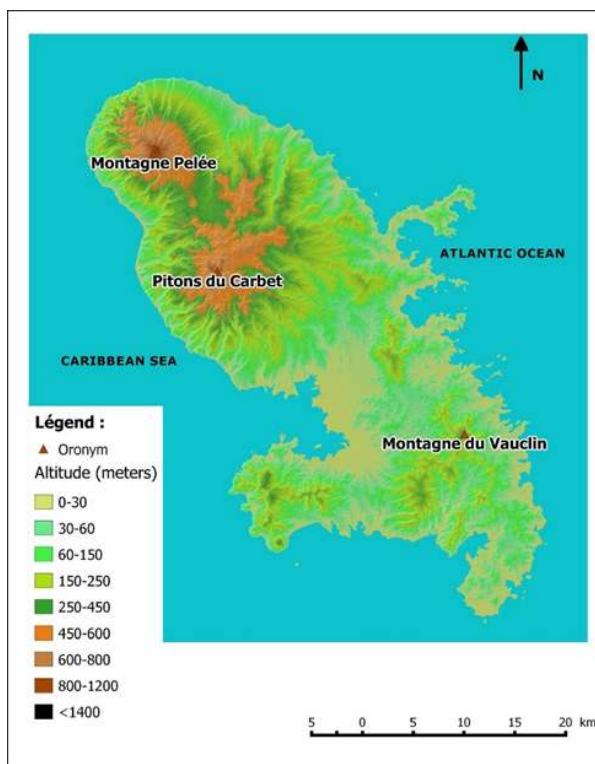 N
Montagne Pelée
ATLANTIC OCEAN
Pitons du Carbet
CARIBBEAN SEA
Légend :
Montagne du Vauclin
Oronym
Altitude (meters)
0-30
30-60
60-150
150-250
250-450
450-600
600-800
800-1200
<1400
5 0 5 10 15 20 km